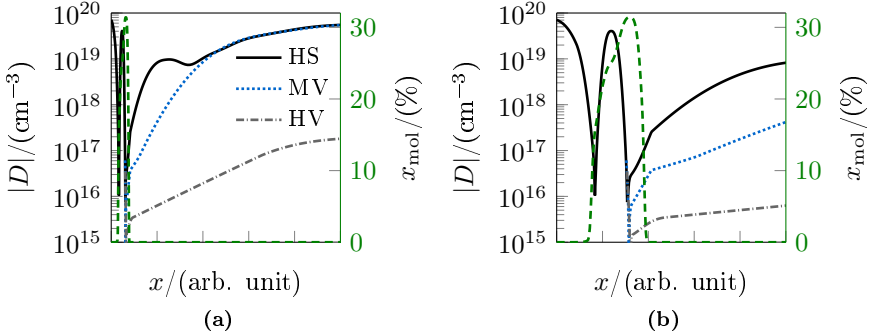 10^20
10^19
10^18
10^17
10^16
10^15
|D|/(cm^−3)
HS
MV
HV
30
20
10
0
x_mol/(%)
x/(arb. unit)
(a)
10^20
10^19
10^18
10^17
10^16
10^15
|D|/(cm^−3)
30
20
10
0
x_mol/(%)
x/(arb. unit)
(b)